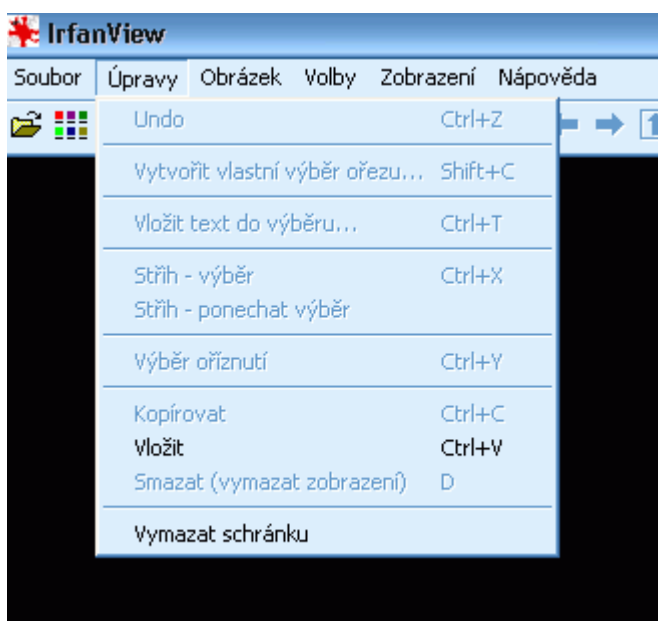 IrfanView
Soubor Úpravy Obrázek Volby Zobrazení Nápověda
Undo Ctrl+Z
Vytvořit vlastní výběr ořezu... Shift+C
Vložit text do výběru... Ctrl+T
Střih - výběr Ctrl+X
Střih - ponechat výběr
Výběr oříznutí Ctrl+Y
Kopírovat Ctrl+C
Vložit Ctrl+V
Smazat (vymazat zobrazení) D
Vymazat schránku